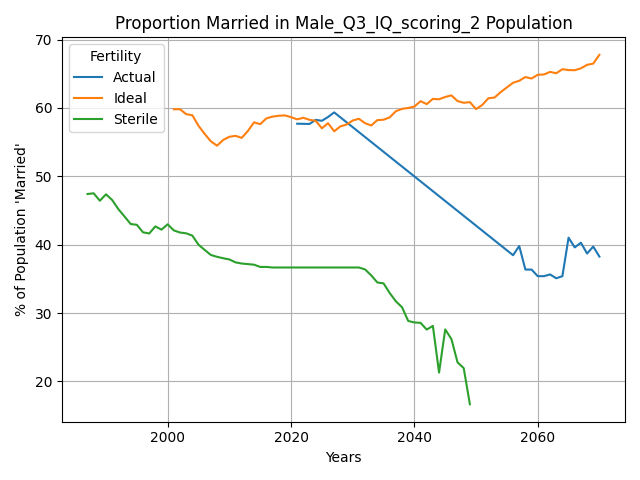 Proportion Married in Male_Q3_IQ_scoring_2 Population
% of Population 'Married'
70
60
50
40
30
20
Fertility
Actual
Ideal
Sterile
2000
2020
2040
2060
Years